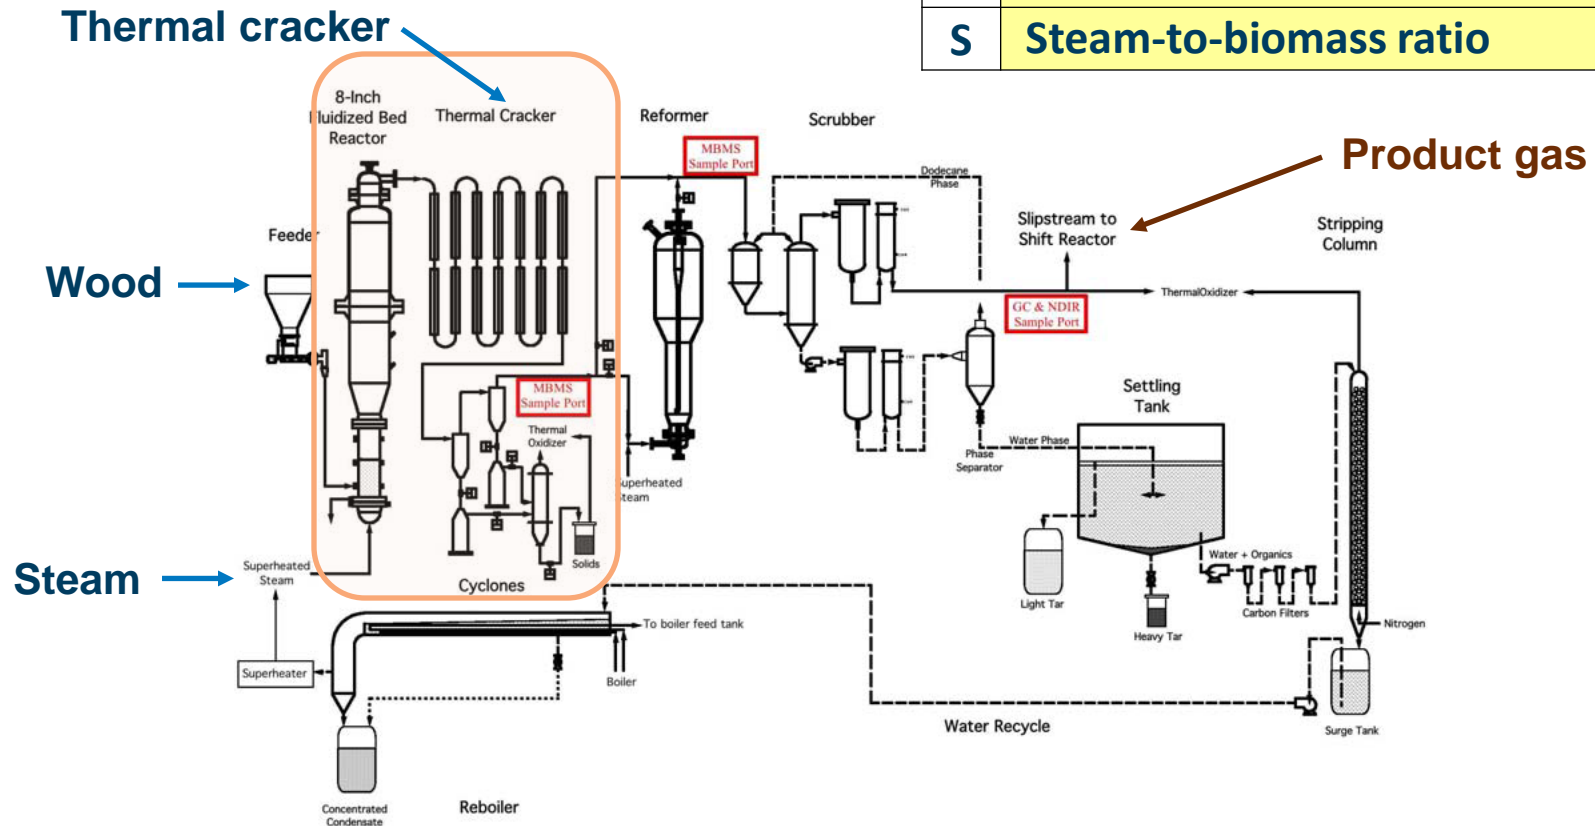 Thermal cracker
S Steam-to-biomass ratio
8-Inch
Fluidized Bed
Reactor
Thermal Cracker
Reformer
Scrubber
MBMS
Sample Port
Product gas
Dodecane
Phase
Slipstream to
Shift Reactor
Stripping
Column
Feeder
Wood
ThermalOxidizer
GC & NDIR
Sample Port
MBMS
Sample Port
Settling
Tank
Thermal
Oxidizer
Water Phase
Phase
Separator
Superheated
Steam
Solids
Steam
Superheated
Steam
Cyclones
Water + Organics
Light Tar
Carbon Filters
Heavy Tar
Nitrogen
To boiler feed tank
Superheater
Boiler
Water Recycle
Surge Tank
Concentrated
Condensate
Reboiler